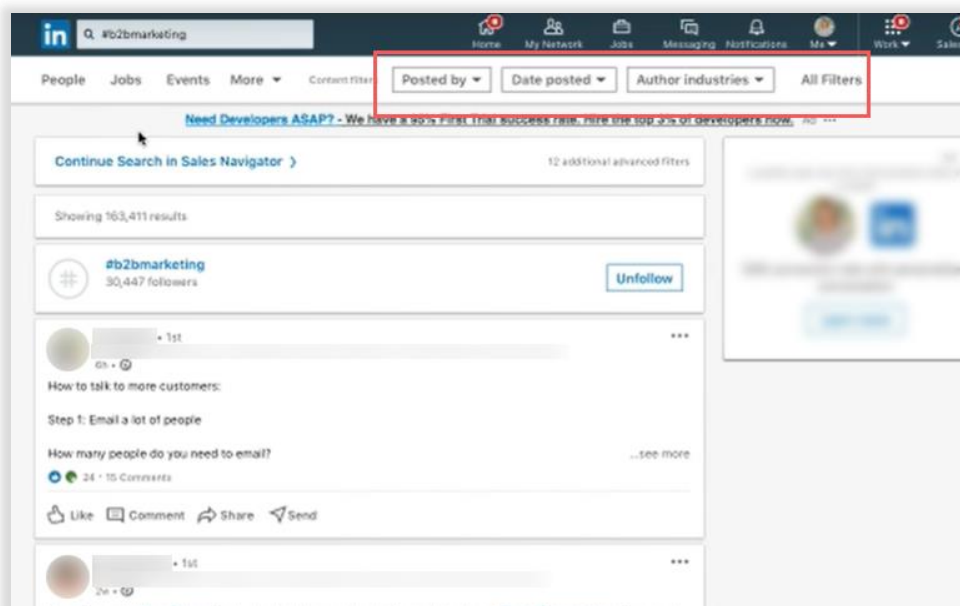 in #b2bmarketing
Home My Network Jobs Messaging Notifications Me Work Sales
People Jobs Events More Content filter Posted by Date posted Author industries All Filters
Need Developers ASAP? - We have a 95% First Trial success rate. Hire the top 3% of developers now. Ad ...
Continue Search in Sales Navigator 12 additional advanced filters
Showing 163,411 results
#
#b2bmarketing
30,447 followers
Unfollow
• 1st
6h •
How to talk to more customers:
Step 1: Email a lot of people
How many people do you need to email? ...see more
24 • 15 Comments
Like Comment Share Send
• 1st
2w •